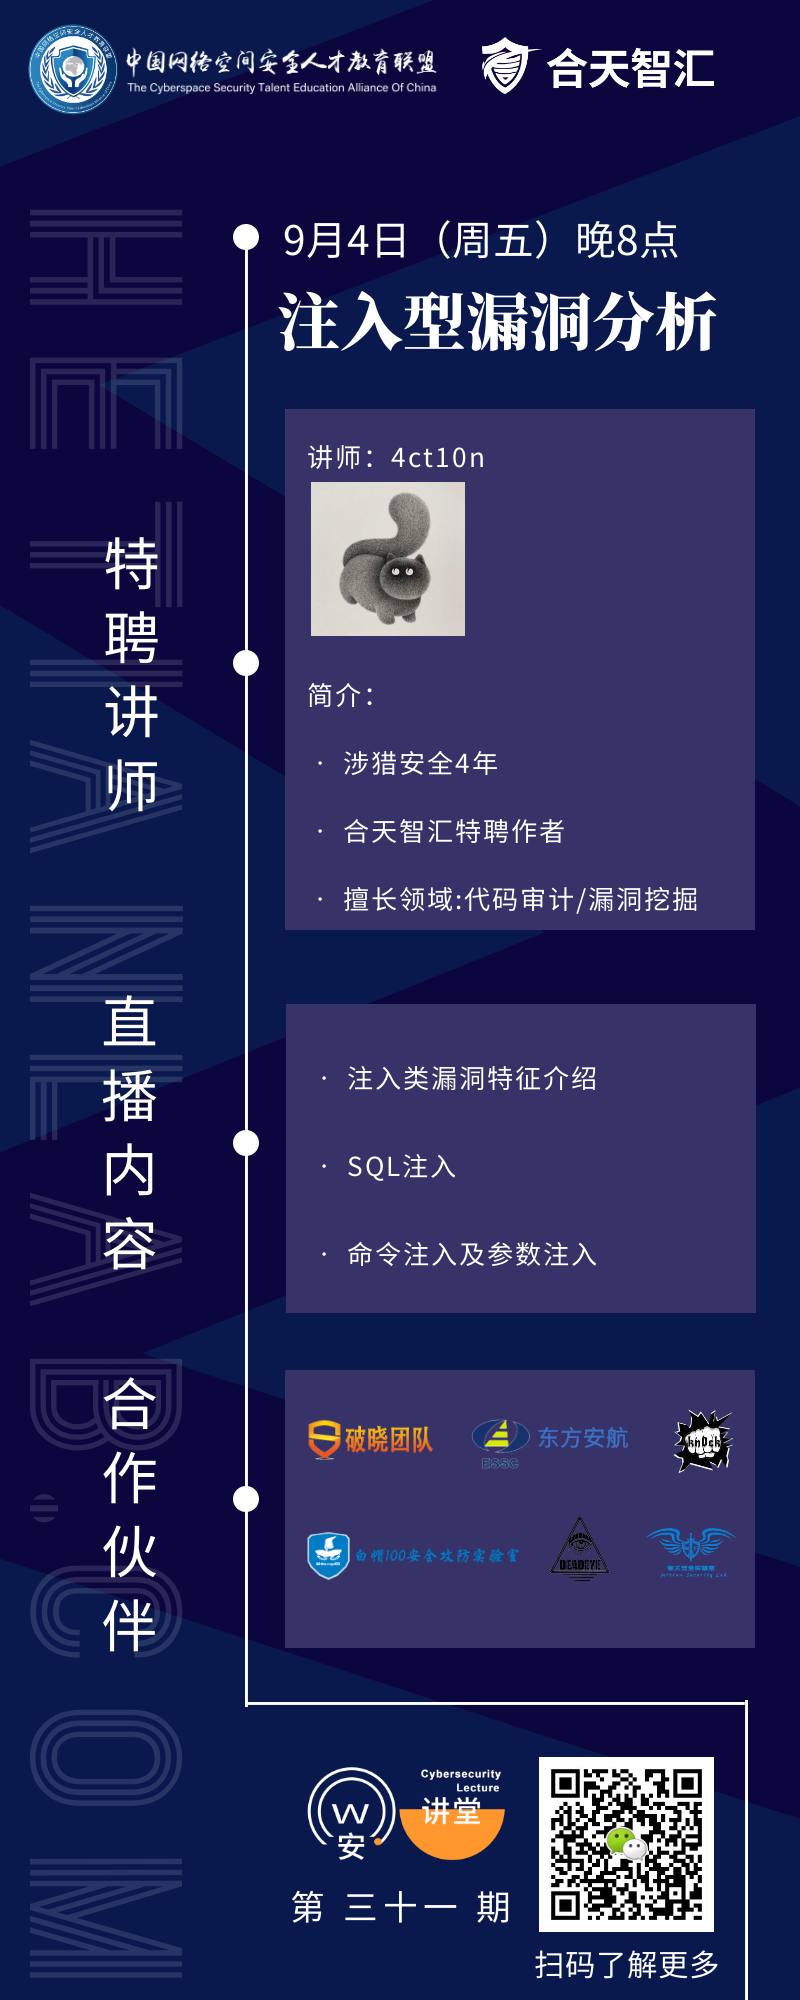 中国网络空间安全人才教育联盟
The Cyberspace Security Talent Education Alliance Of China
合天智汇
9月4日（周五）晚8点
注入型漏洞分析
HETIANLAB.COM
特聘讲师
讲师：4ct10n
简介：
· 涉猎安全4年
· 合天智汇特聘作者
· 擅长领域:代码审计/漏洞挖掘
直播内容
· 注入类漏洞特征介绍
· SQL注入
· 命令注入及参数注入
合作伙伴
破晓团队
ESSC
东方安航
kn0ck
白帽100安全攻防实验室
DEADEYE
Cybersecurity
Lecture
W
安·讲堂
第 三十一 期
扫码了解更多